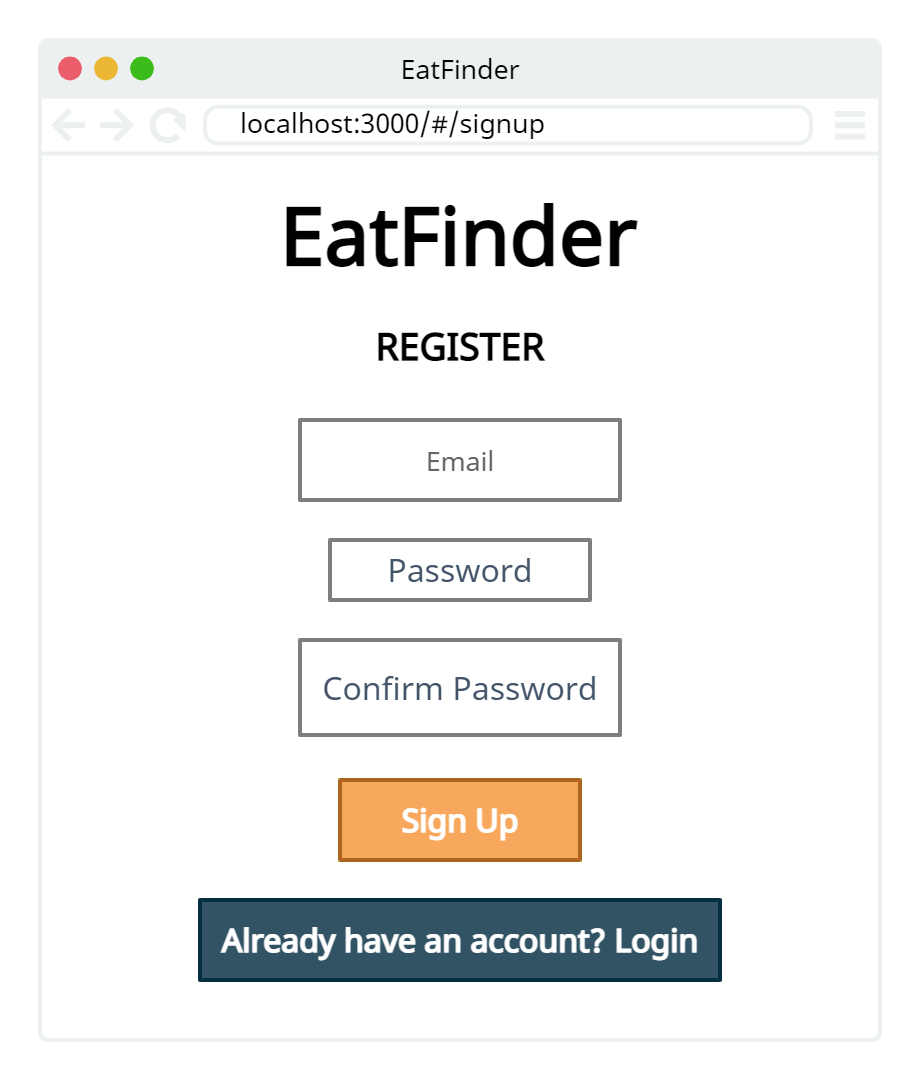 EatFinder
localhost:3000/#/signup
EatFinder
REGISTER
Email
Password
Confirm Password
Sign Up
Already have an account? Login